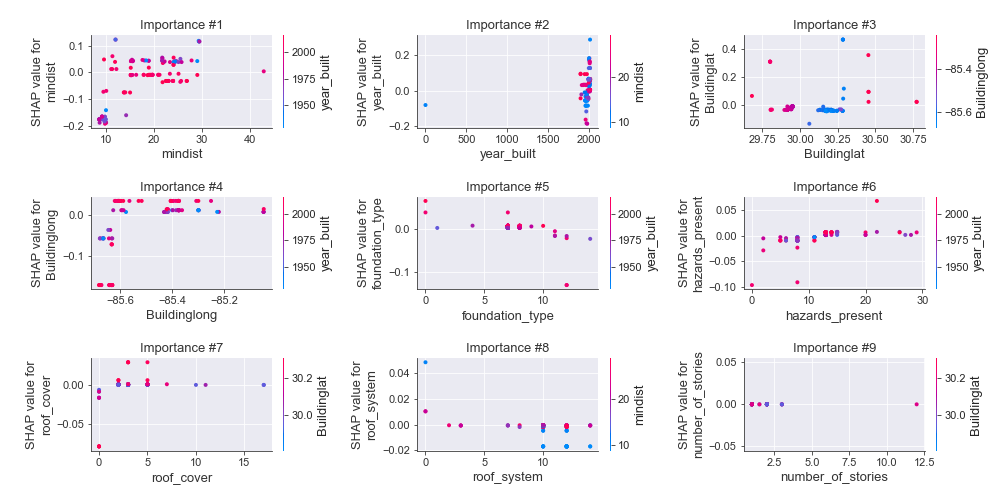 Importance #1
SHAP value for
mindist
0.1
0.0
−0.1
−0.2
10
20
30
40
mindist
2000
1975
1950
year_built
Importance #2
SHAP value for
year_built
0.2
0.0
−0.2
0
500
1000
1500
2000
year_built
20
10
mindist
Importance #3
SHAP value for
Buildinglat
0.4
0.2
0.0
29.75
30.00
30.25
30.50
30.75
Buildinglat
−85.4
−85.6
Buildinglong
Importance #4
SHAP value for
Buildinglong
0.0
−0.1
−85.6
−85.4
−85.2
Buildinglong
2000
1975
1950
year_built
Importance #5
SHAP value for
foundation_type
0.0
−0.1
0
10
foundation_type
2000
1975
1950
year_built
Importance #6
SHAP value for
hazards_present
0.05
0.00
−0.05
−0.10
0
10
20
30
hazards_present
2000
1975
1950
year_built
Importance #7
SHAP value for
roof_cover
0.00
−0.05
0
5
10
15
roof_cover
30.2
30.0
Buildinglat
Importance #8
SHAP value for
roof_system
0.04
0.02
0.00
−0.02
0
10
roof_system
20
10
mindist
Importance #9
SHAP value for
number_of_stories
0.05
0.00
−0.05
2.5
5.0
7.5
10.0
12.5
number_of_stories
30.2
30.0
Buildinglat